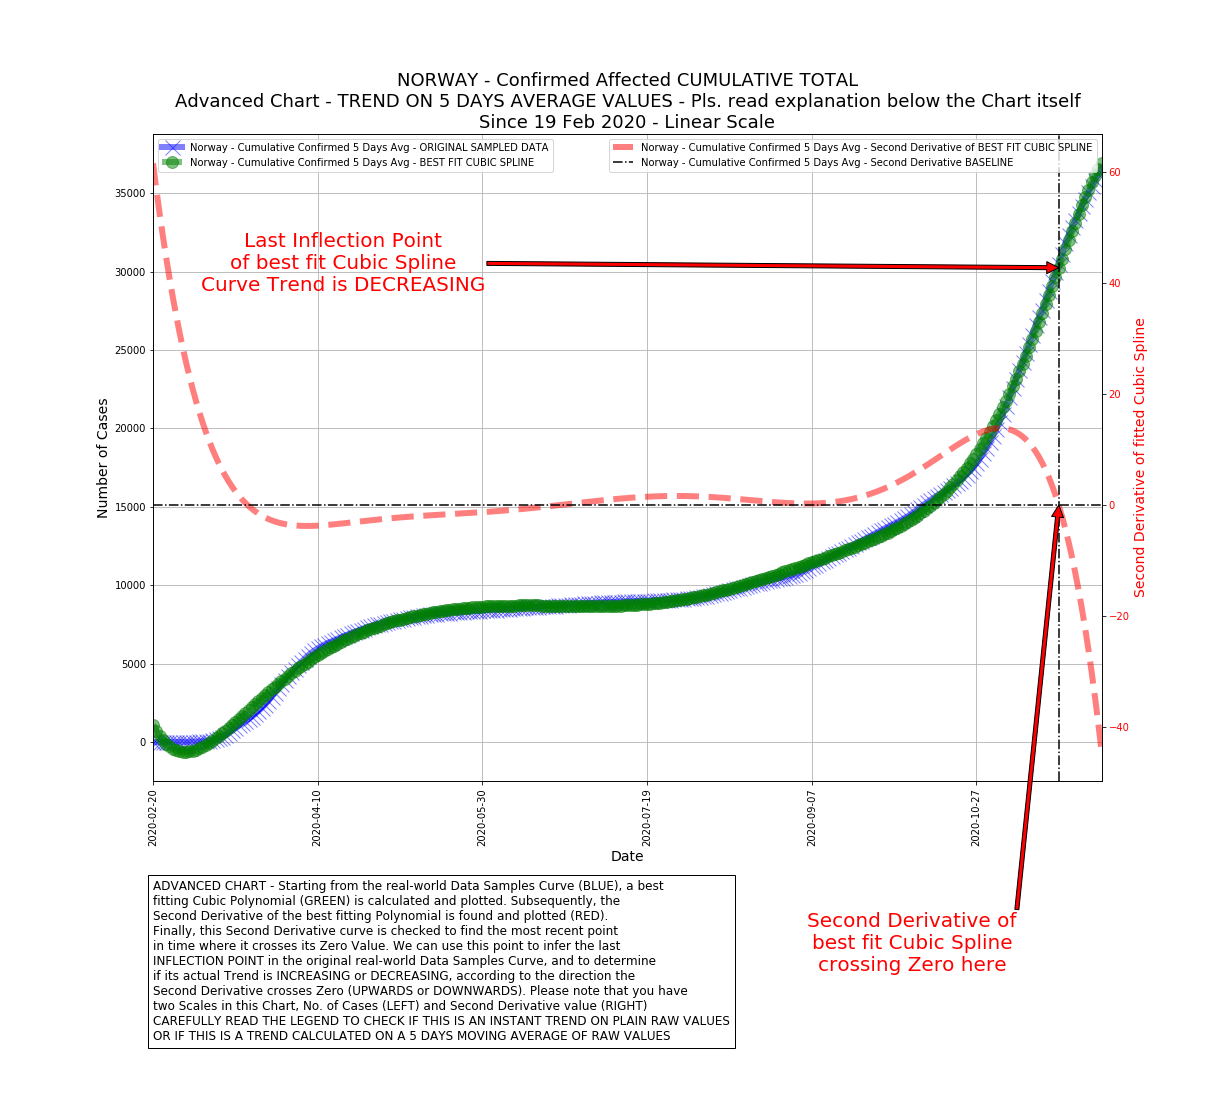 NORWAY - Confirmed Affected CUMULATIVE TOTAL
Advanced Chart - TREND ON 5 DAYS AVERAGE VALUES - Pls. read explanation below the Chart itself
Since 19 Feb 2020 - Linear Scale
Norway - Cumulative Confirmed 5 Days Avg - ORIGINAL SAMPLED DATA
Norway - Cumulative Confirmed 5 Days Avg - BEST FIT CUBIC SPLINE
Norway - Cumulative Confirmed 5 Days Avg - Second Derivative of BEST FIT CUBIC SPLINE
Norway - Cumulative Confirmed 5 Days Avg - Second Derivative BASELINE
Last Inflection Point
of best fit Cubic Spline
Curve Trend is DECREASING
Number of Cases
35000
30000
25000
20000
15000
10000
5000
0
60
40
20
0
−20
−40
Second Derivative of fitted Cubic Spline
2020-02-20
2020-04-10
2020-05-30
2020-07-19
2020-09-07
2020-10-27
Date
ADVANCED CHART - Starting from the real-world Data Samples Curve (BLUE), a best
fitting Cubic Polynomial (GREEN) is calculated and plotted. Subsequently, the
Second Derivative of the best fitting Polynomial is found and plotted (RED).
Finally, this Second Derivative curve is checked to find the most recent point
in time where it crosses its Zero Value. We can use this point to infer the last
INFLECTION POINT in the original real-world Data Samples Curve, and to determine
if its actual Trend is INCREASING or DECREASING, according to the direction the
Second Derivative crosses Zero (UPWARDS or DOWNWARDS). Please note that you have
two Scales in this Chart, No. of Cases (LEFT) and Second Derivative value (RIGHT)
CAREFULLY READ THE LEGEND TO CHECK IF THIS IS AN INSTANT TREND ON PLAIN RAW VALUES
OR IF THIS IS A TREND CALCULATED ON A 5 DAYS MOVING AVERAGE OF RAW VALUES
Second Derivative of
best fit Cubic Spline
crossing Zero here